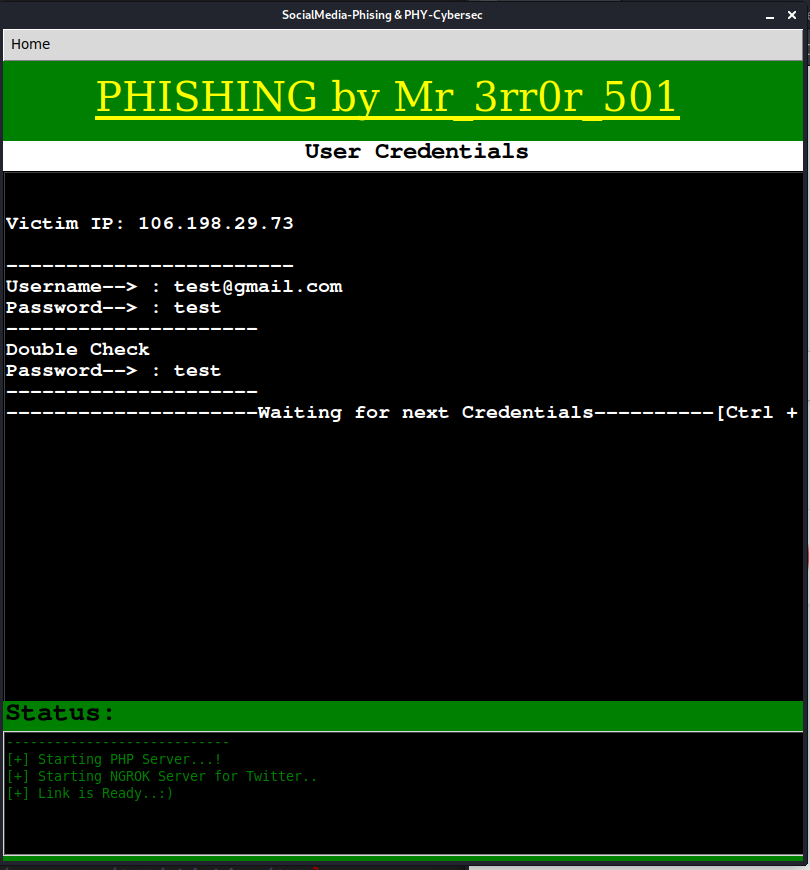 SocialMedia-Phising & PHY-Cybersec
Home
PHISHING by Mr_3rr0r_501
User Credentials
Victim IP: 106.198.29.73
------------------------
Username--> : test@gmail.com
Password--> : test
---------------------
Double Check
Password--> : test
---------------------
---------------------Waiting for next Credentials----------[Ctrl +
Status:
----------------------------
[+] Starting PHP Server...!
[+] Starting NGROK Server for Twitter..
[+] Link is Ready..:)